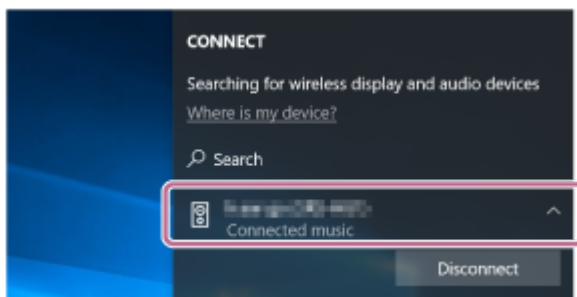 CONNECT
Searching for wireless display and audio devices
Where is my device?
Search
Connected music
Disconnect